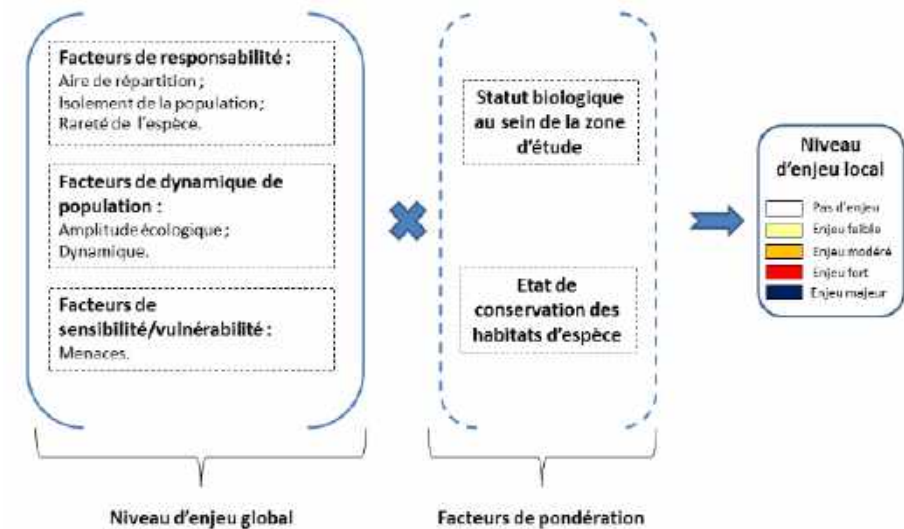 Facteurs de responsabilité :
Aire de répartition ;
Isolement de la population ;
Rareté de l'espèce.
Facteurs de dynamique de
population :
Amplitude écologique ;
Dynamique.
Facteurs de
sensibilité/vulnérabilité :
Menaces.
Niveau d'enjeu global
Statut biologique
au sein de la zone
d'étude
Etat de
conservation des
habitats d'espèce
Facteurs de pondération
Niveau
d'enjeu local
Pas d'enjeu
Enjeu faible
Enjeu modéré
Enjeu fort
Enjeu majeur